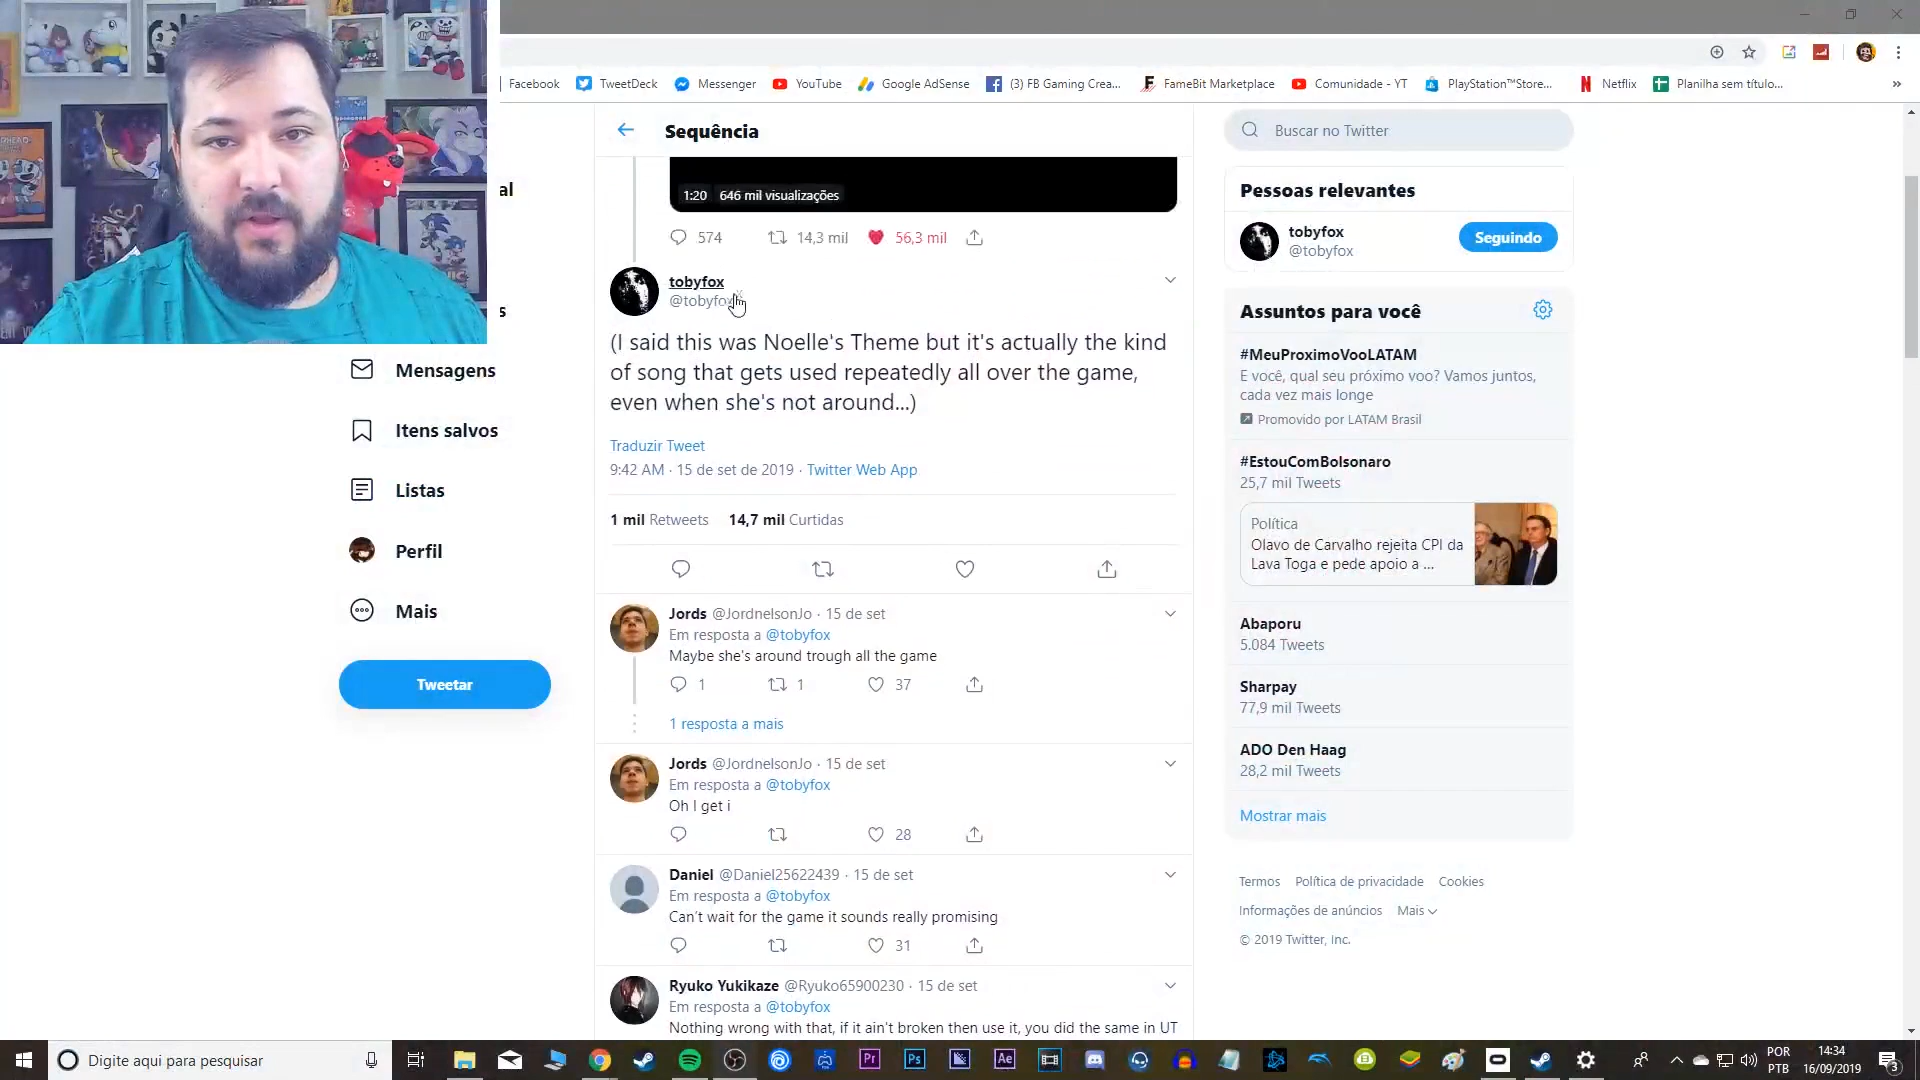 Facebook
TweetDeck
Messenger
YouTube
Google AdSense
(3) FB Gaming Crea...
FameBit Marketplace
Comunidade - YT
PlayStation™Store...
Netflix
Planilha sem título...
Sequência
Buscar no Twitter
1:20 646 mil visualizações
574 14,3 mil 56,3 mil
tobyfox
(I said this was Noelle's Theme but it's actually the kind
of song that gets used repeatedly all over the game,
even when she's not around...)
Traduzir Tweet
9:42 AM · 15 de set de 2019 · Twitter Web App
1 mil Retweets 14,7 mil Curtidas
Jords @JordnelsonJo · 15 de set
Em resposta a @tobyfox
Maybe she's around trough all the game
1 1 37
1 resposta a mais
Jords @JordnelsonJo · 15 de set
Em resposta a @tobyfox
Oh I get i
28
Daniel @Daniel25622439 · 15 de set
Em resposta a @tobyfox
Can't wait for the game it sounds really promising
31
Ryuko Yukikaze @Ryuko65900230 · 15 de set
Em resposta a @tobyfox
Nothing wrong with that, if it ain't broken then use it, you did the same in UT
Mensagens
Itens salvos
Listas
Perfil
Mais
Tweetar
Pessoas relevantes
tobyfox
@tobyfox
Seguindo
Assuntos para você
#MeuProximoVooLATAM
E você, qual seu próximo voo? Vamos juntos,
cada vez mais longe
Promovido por LATAM Brasil
#EstouComBolsonaro
25,7 mil Tweets
Política
Olavo de Carvalho rejeita CPI da
Lava Toga e pede apoio a ...
Abaporu
5.084 Tweets
Sharpay
77,9 mil Tweets
ADO Den Haag
28,2 mil Tweets
Mostrar mais
Termos Política de privacidade Cookies
Informações de anúncios Mais
© 2019 Twitter, Inc.
Digite aqui para pesquisar
Pr Ps Ae
POR
PTB
14:34
16/09/2019
3